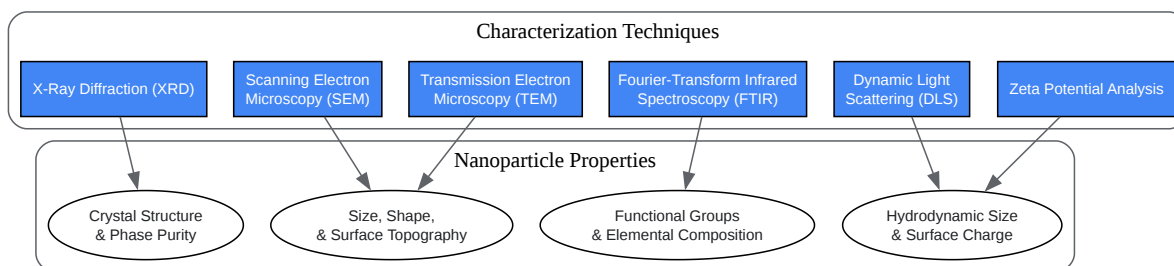 Characterization Techniques
X-Ray Diffraction (XRD)
Scanning Electron
Microscopy (SEM)
Transmission Electron
Microscopy (TEM)
Fourier-Transform Infrared
Spectroscopy (FTIR)
Dynamic Light
Scattering (DLS)
Zeta Potential Analysis
Nanoparticle Properties
Crystal Structure
& Phase Purity
Size, Shape,
& Surface Topography
Functional Groups
& Elemental Composition
Hydrodynamic Size
& Surface Charge